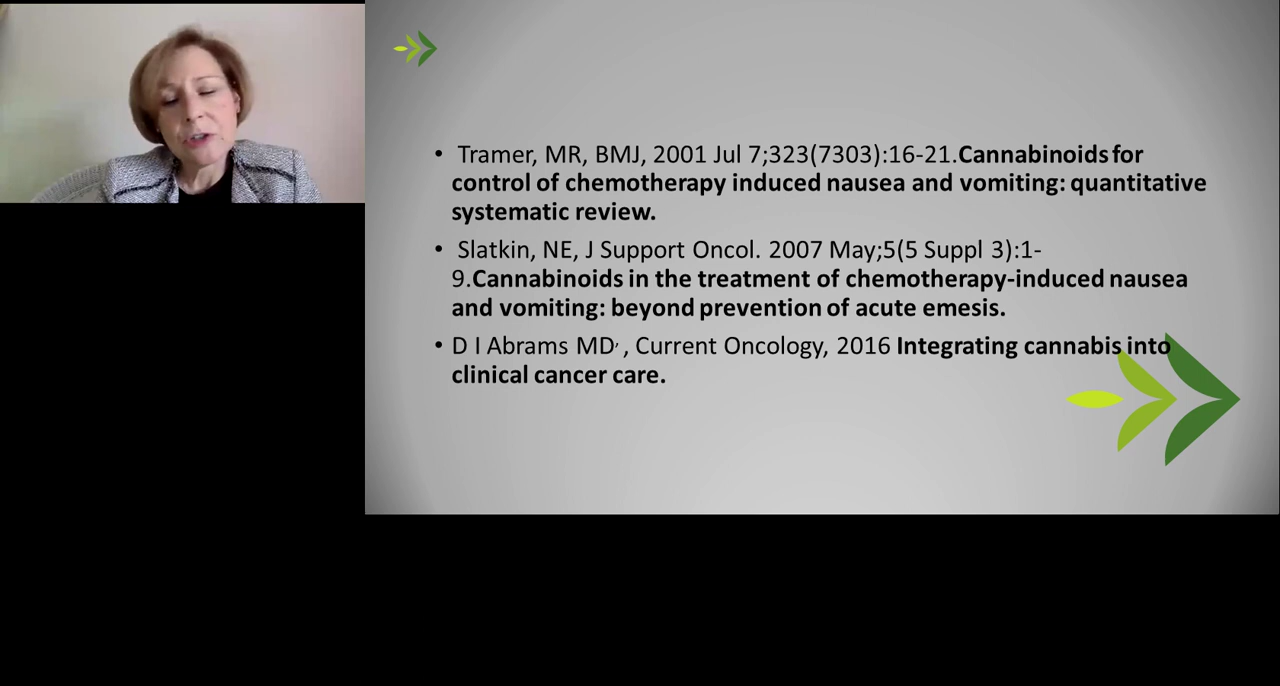 • Tramer, MR, BMJ, 2001 Jul 7;323(7303):16-21.Cannabinoids for
control of chemotherapy induced nausea and vomiting: quantitative
systematic review.
• Slatkin, NE, J Support Oncol. 2007 May;5(5 Suppl 3):1-
9.Cannabinoids in the treatment of chemotherapy-induced nausea
and vomiting: beyond prevention of acute emesis.
• D I Abrams MD, , Current Oncology, 2016 Integrating cannabis into
clinical cancer care.